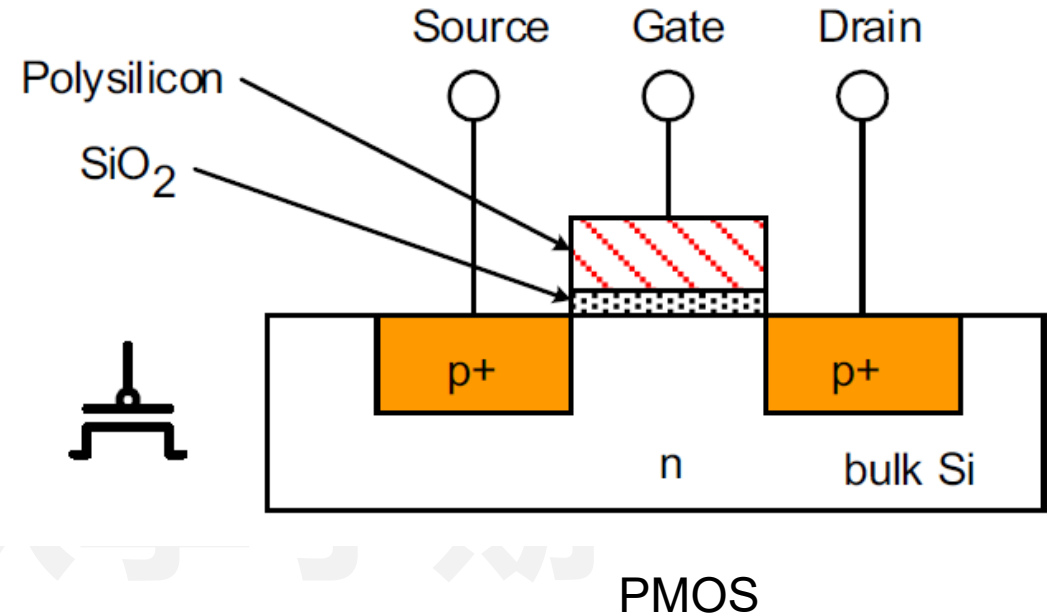 Source
Gate
Drain
Polysilicon
SiO2
p+
p+
n
bulk Si
PMOS